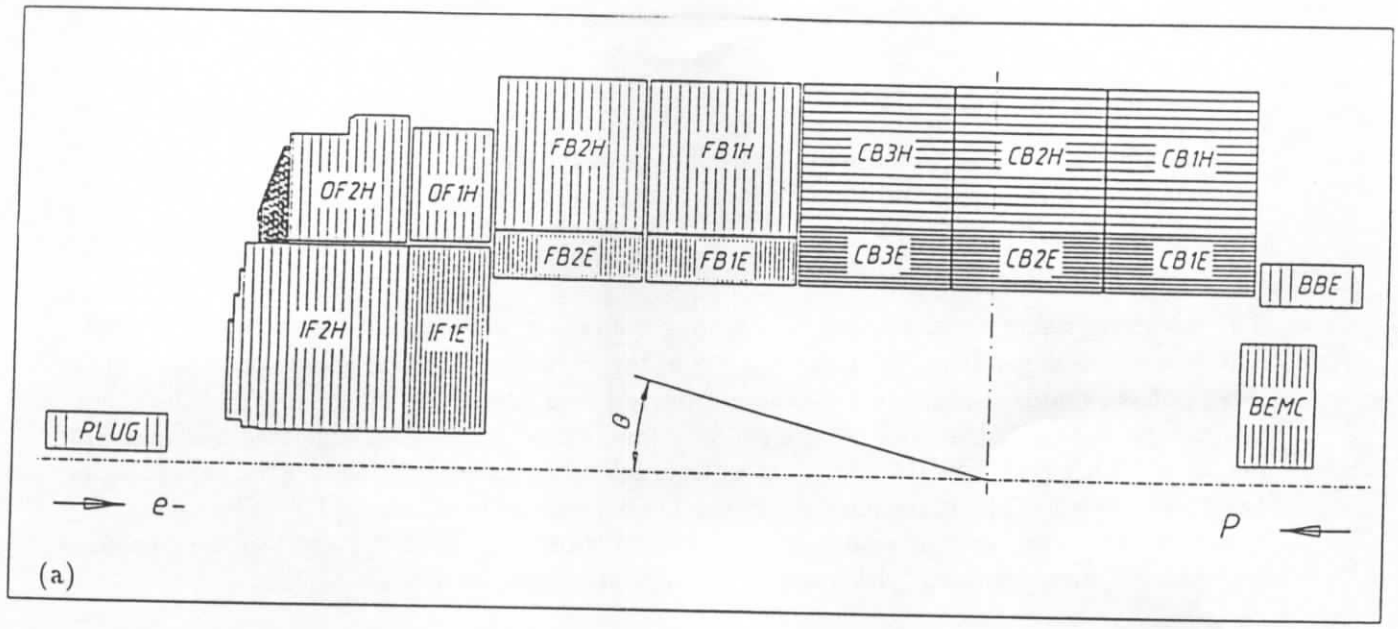 FB2H FB1H CB3H CB2H CB1H
OF2H OF1H
FB2E FB1E CB3E CB2E CB1E BBE
IF2H IF1E
PLUG θ BEMC
e- P
(a)